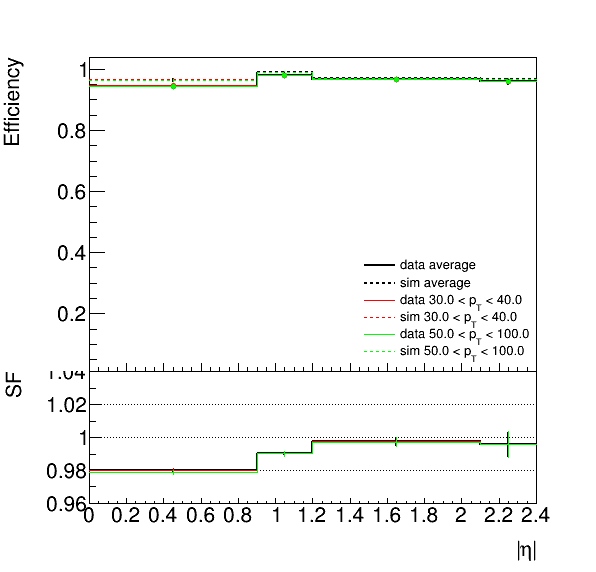 Efficiency
1
0.8
0.6
0.4
0.2
data average
sim average
data 30.0 < p_T < 40.0
sim 30.0 < p_T < 40.0
data 50.0 < p_T < 100.0
sim 50.0 < p_T < 100.0
SF
1.04
1.02
1
0.98
0.96
0 0.2 0.4 0.6 0.8 1 1.2 1.4 1.6 1.8 2 2.2 2.4
|η|